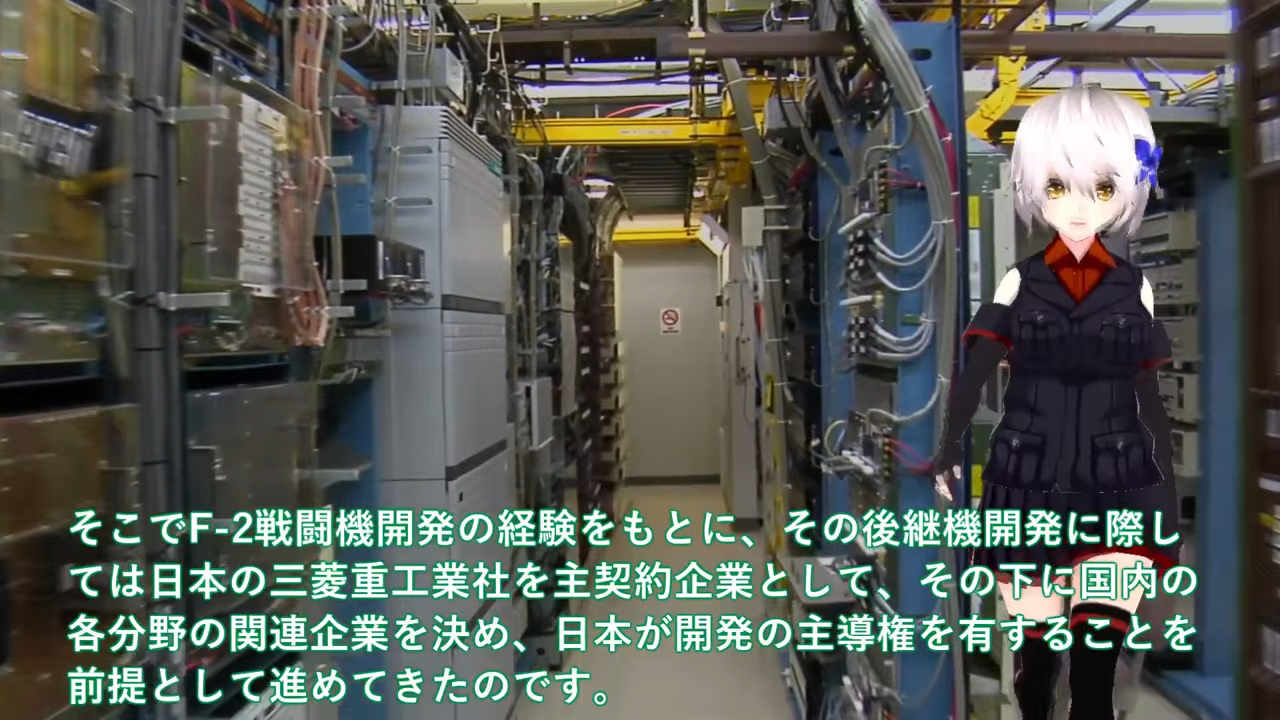 そこでF-2戦闘機開発の経験をもとに、その後継機開発に際し
ては日本の三菱重工業社を主契約企業として、その下に国内の
各分野の関連企業を決め、日本が開発の主導権を有することを
前提として進めてきたのです。